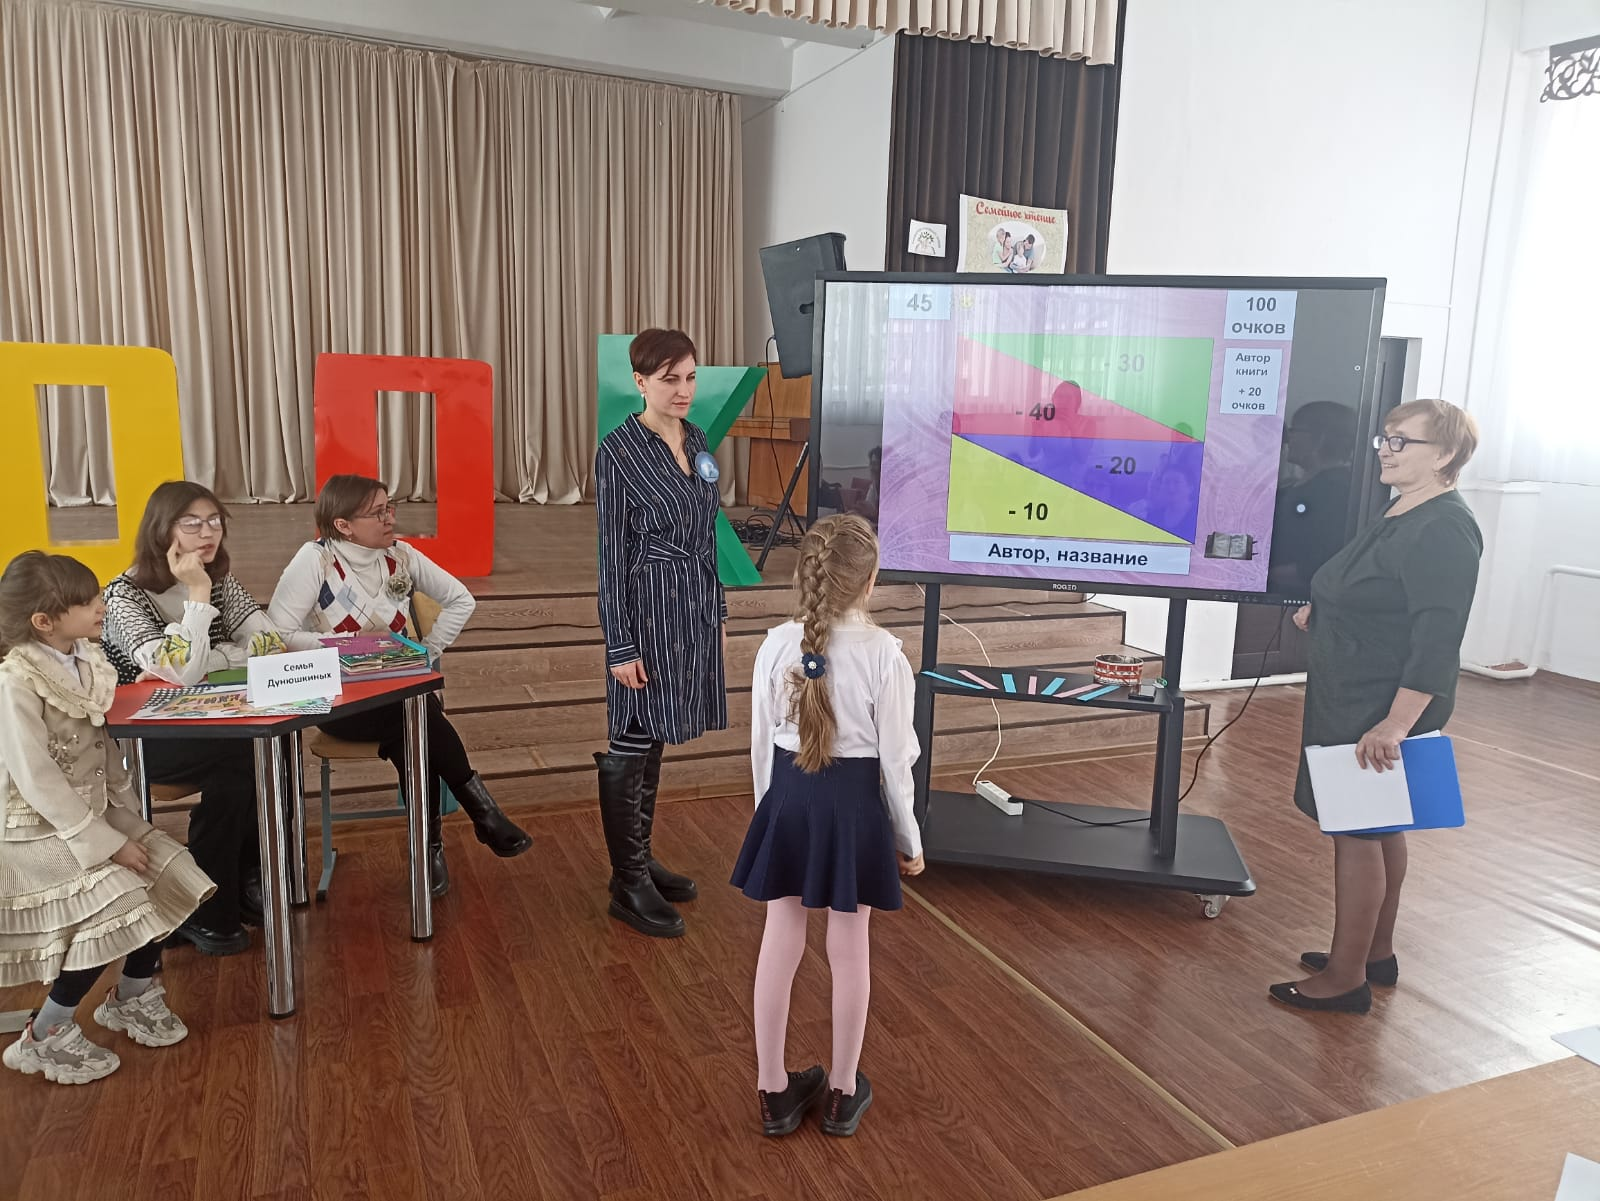 Семейное чтение
45
100
очков
- 30
Автор
книги
+ 20
очков
- 40
- 20
- 10
Автор, название
ROGED
Семья
Дунюшкиных